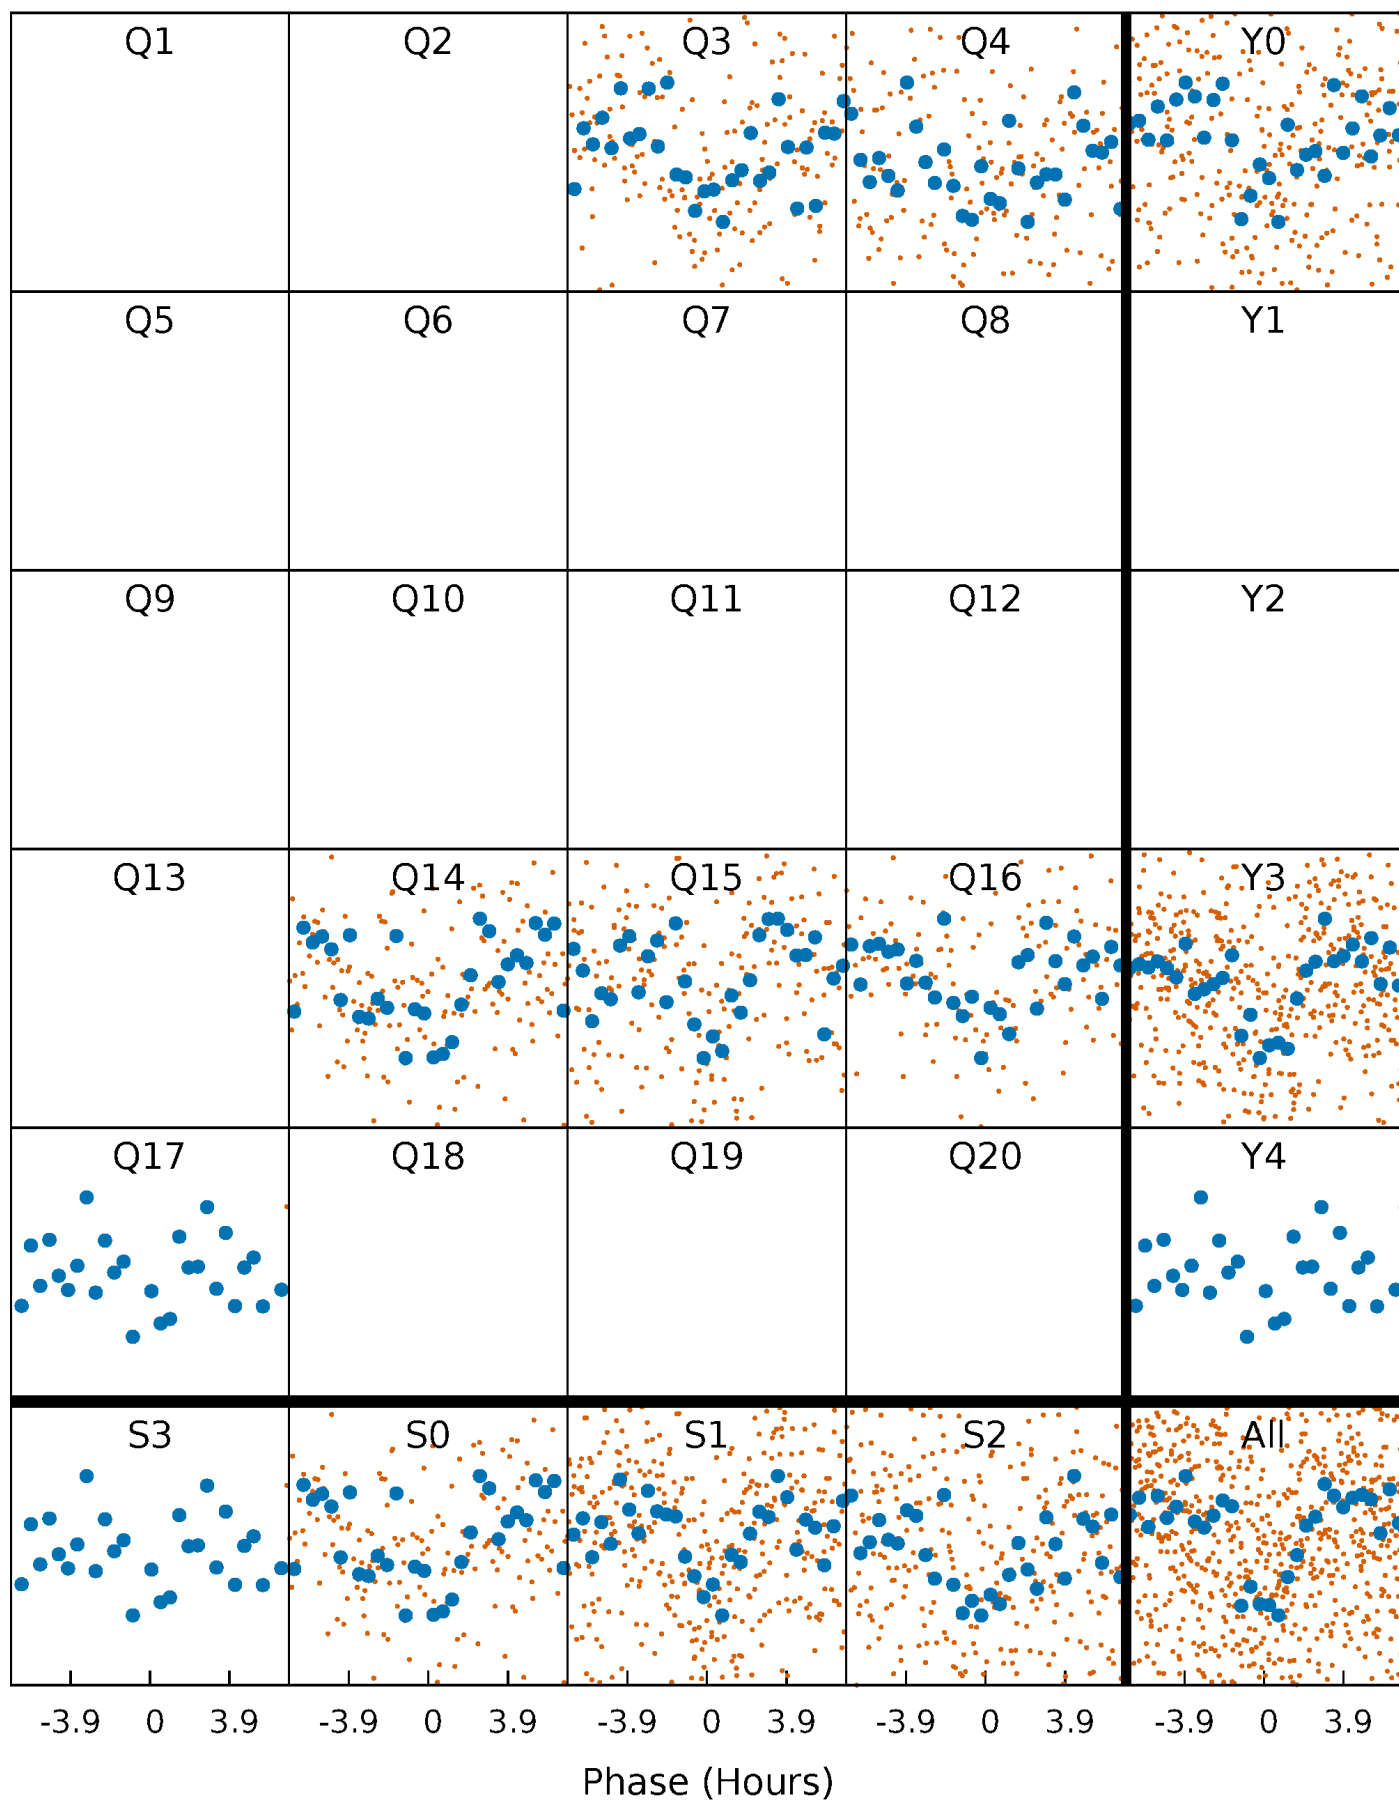 Q1 Q2 Q3 Q4 Y0
Q5 Q6 Q7 Q8 Y1
Q9 Q10 Q11 Q12 Y2
Q13 Q14 Q15 Q16 Y3
Q17 Q18 Q19 Q20 Y4
S3 S0 S1 S2 All
-3.9 0 3.9 -3.9 0 3.9 -3.9 0 3.9 -3.9 0 3.9 -3.9 0 3.9
Phase (Hours)